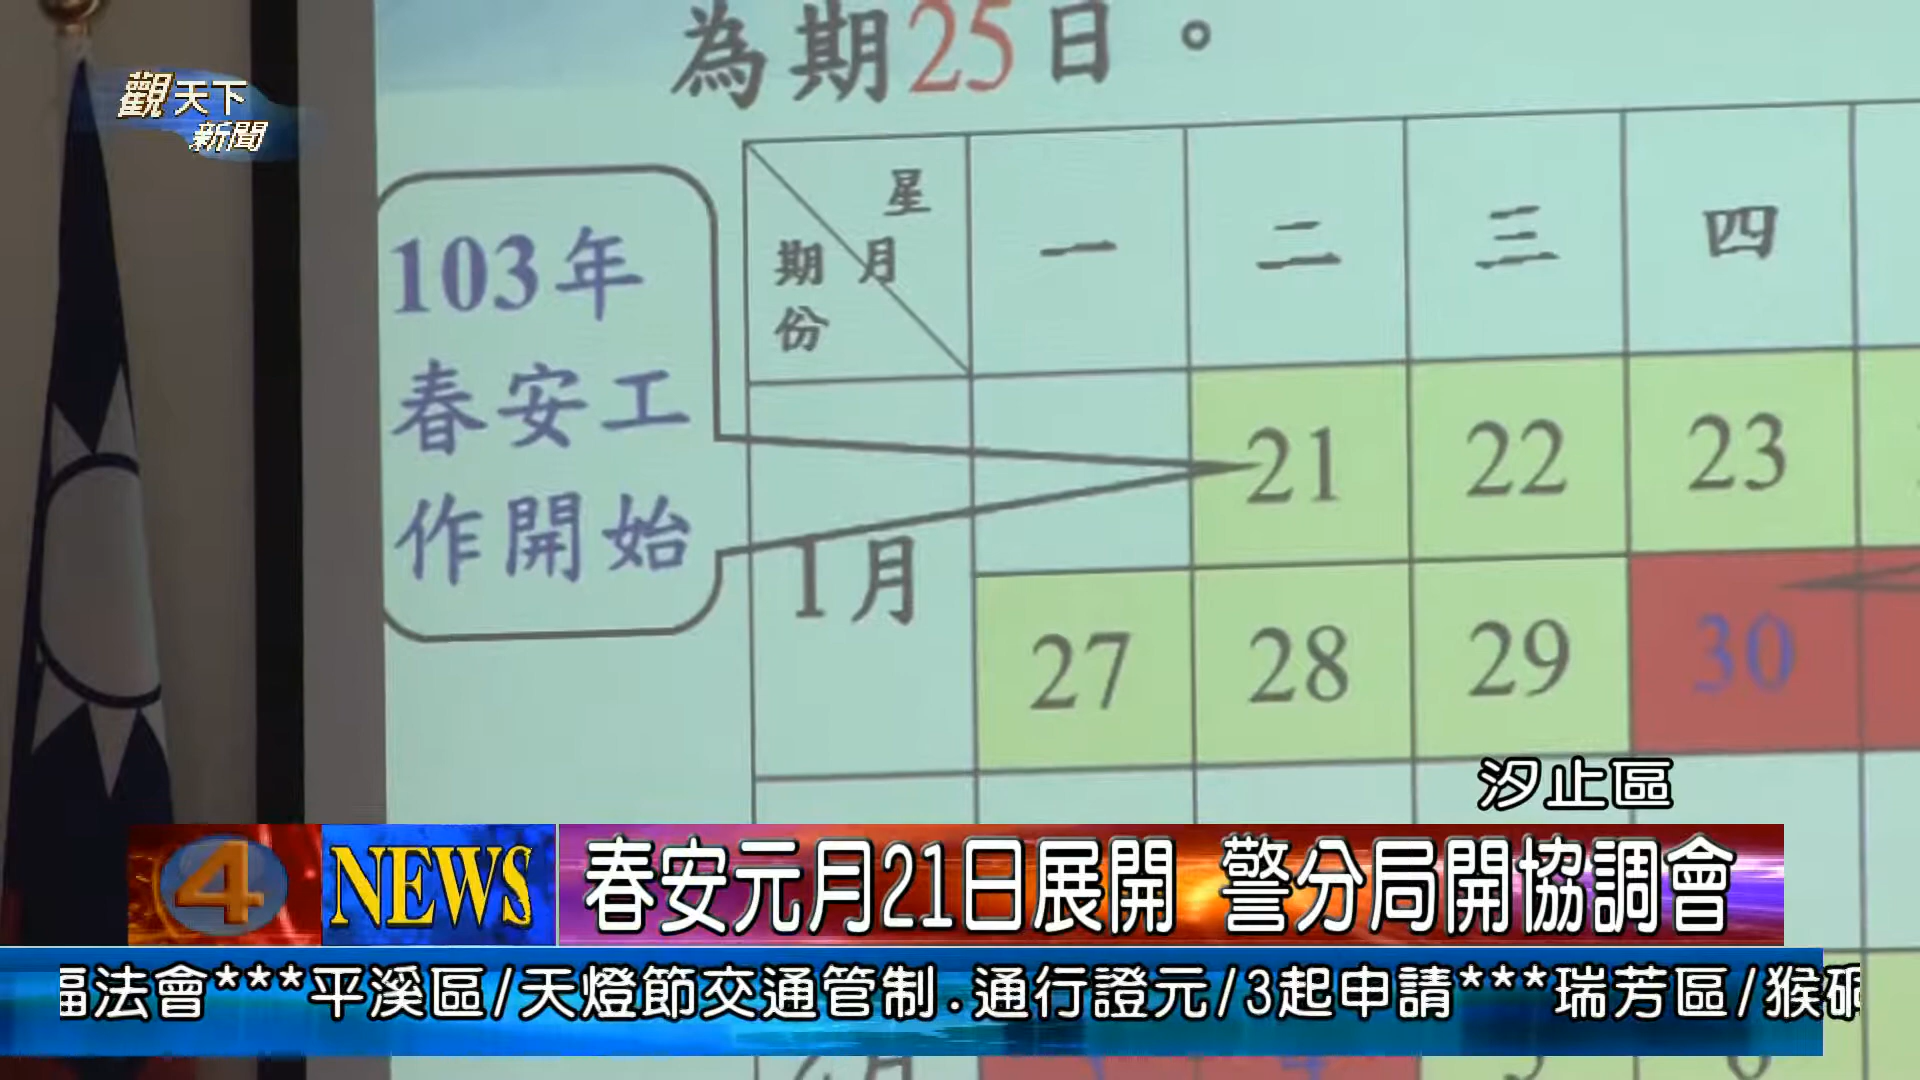 為期25日。
觀天下
新聞
星
期 月
份
一 二 三 四
103年
春安工
作開始
21 22 23
1月
27 28 29 30
汐止區
4 NEWS 春安元月21日展開 警分局開協調會
福法會***平溪區/天燈節交通管制.通行證元/3起申請***瑞芳區/猴硐